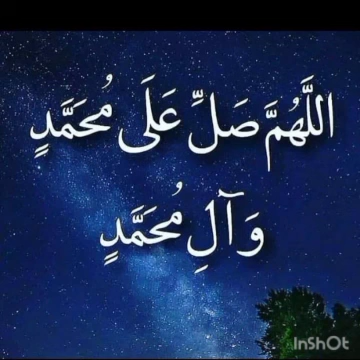 اللَّهُمَّ صَلِّ عَلَى مُحَمَّدٍ
وَ آلِ مُحَمَّدٍ
InShOt